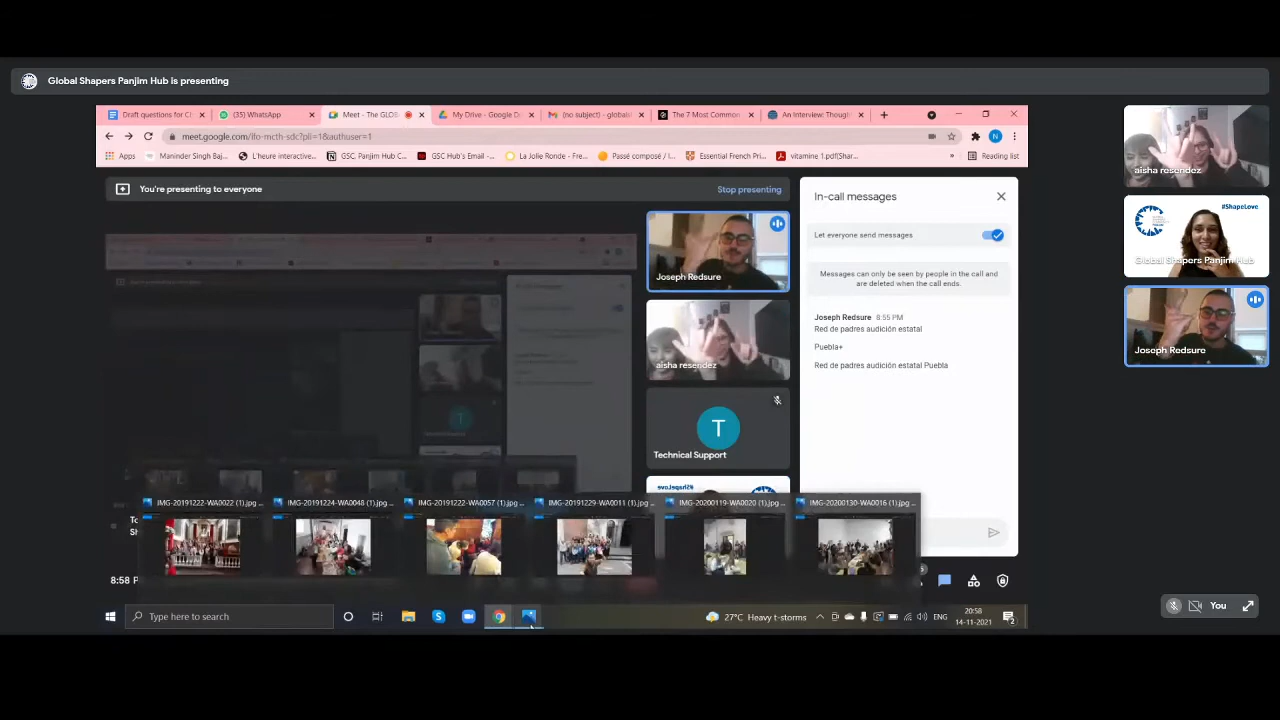 Global Shapers Panjim Hub is presenting
Draft questions for Cl
(35) WhatsApp
Meet - The GLOB
My Drive - Google D
(no subject) - globals
The 7 Most Common
An Interview: Though
meet.google.com/ifo-mcth-sdc?pli=1&authuser=1
N
Apps
Maninder Singh Baj...
L'heure interactive...
GSC Panjim Hub C...
GSC Hub's Email -...
La Jolie Ronde - Fre...
Passé composé / I...
Essential French Pri...
vitamine 1.pdf(Shar...
Reading list
You're presenting to everyone
Stop presenting
In-call messages
Let everyone send messages
Messages can only be seen by people in the call and
are deleted when the call ends.
Joseph Redsure 8:55 PM
Red de padres audición estatal
Puebla+
Red de padres audición estatal Puebla
Joseph Redsure
aisha resendez
T
Technical Support
IMG-20191222-WA0022 (1).jpg ...
IMG-20191224-WA0048 (1).jpg ...
IMG-20191222-WA0057 (1).jpg ...
IMG-20191229-WA0011 (1).jpg ...
IMG-20200119-WA0020 (1).jpg ...
IMG-20200130-WA0016 (1).jpg ...
8:58 P
Type here to search
27°C Heavy t-storms
ENG
20:58
14-11-2021
2
aisha resendez
#ShapeLove
Global Shapers Panjim Hub
Joseph Redsure
You